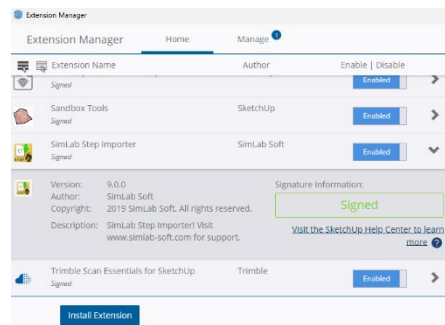 Extension Manager
Extension Manager Home Manage 1
Extension Name Author Enable | Disable
Signed Enabled
Sandbox Tools SketchUp
Signed Enabled
SimLab Step Importer SimLab Soft
Signed Enabled
Version: 9.0.0 Signature Information:
Author: SimLab Soft
Copyright: 2019 SimLab Soft. All rights reserved. Signed
Description: SimLab Step Importer! Visit
www.simlab-soft.com for support. Visit the SketchUp Help Center to learn
more ?
Trimble Scan Essentials for SketchUp Trimble
Signed Enabled
Install Extension